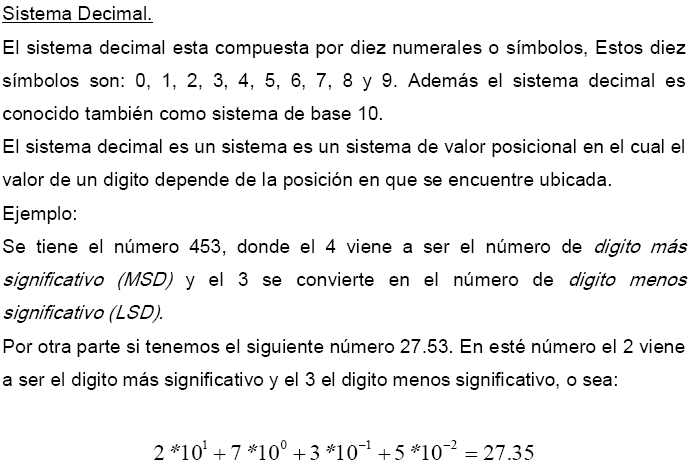 Sistema Decimal.
El sistema decimal esta compuesta por diez numerales o símbolos, Estos diez
símbolos son: 0, 1, 2, 3, 4, 5, 6, 7, 8 y 9. Además el sistema decimal es
conocido también como sistema de base 10.
El sistema decimal es un sistema es un sistema de valor posicional en el cual el
valor de un digito depende de la posición en que se encuentre ubicada.
Ejemplo:
Se tiene el número 453, donde el 4 viene a ser el número de digito más
significativo (MSD) y el 3 se convierte en el número de digito menos
significativo (LSD).
Por otra parte si tenemos el siguiente número 27.53. En esté número el 2 viene
a ser el digito más significativo y el 3 el digito menos significativo, o sea:
2 *10¹ + 7 *10⁰ + 3 *10⁻¹ + 5 *10⁻² = 27.35